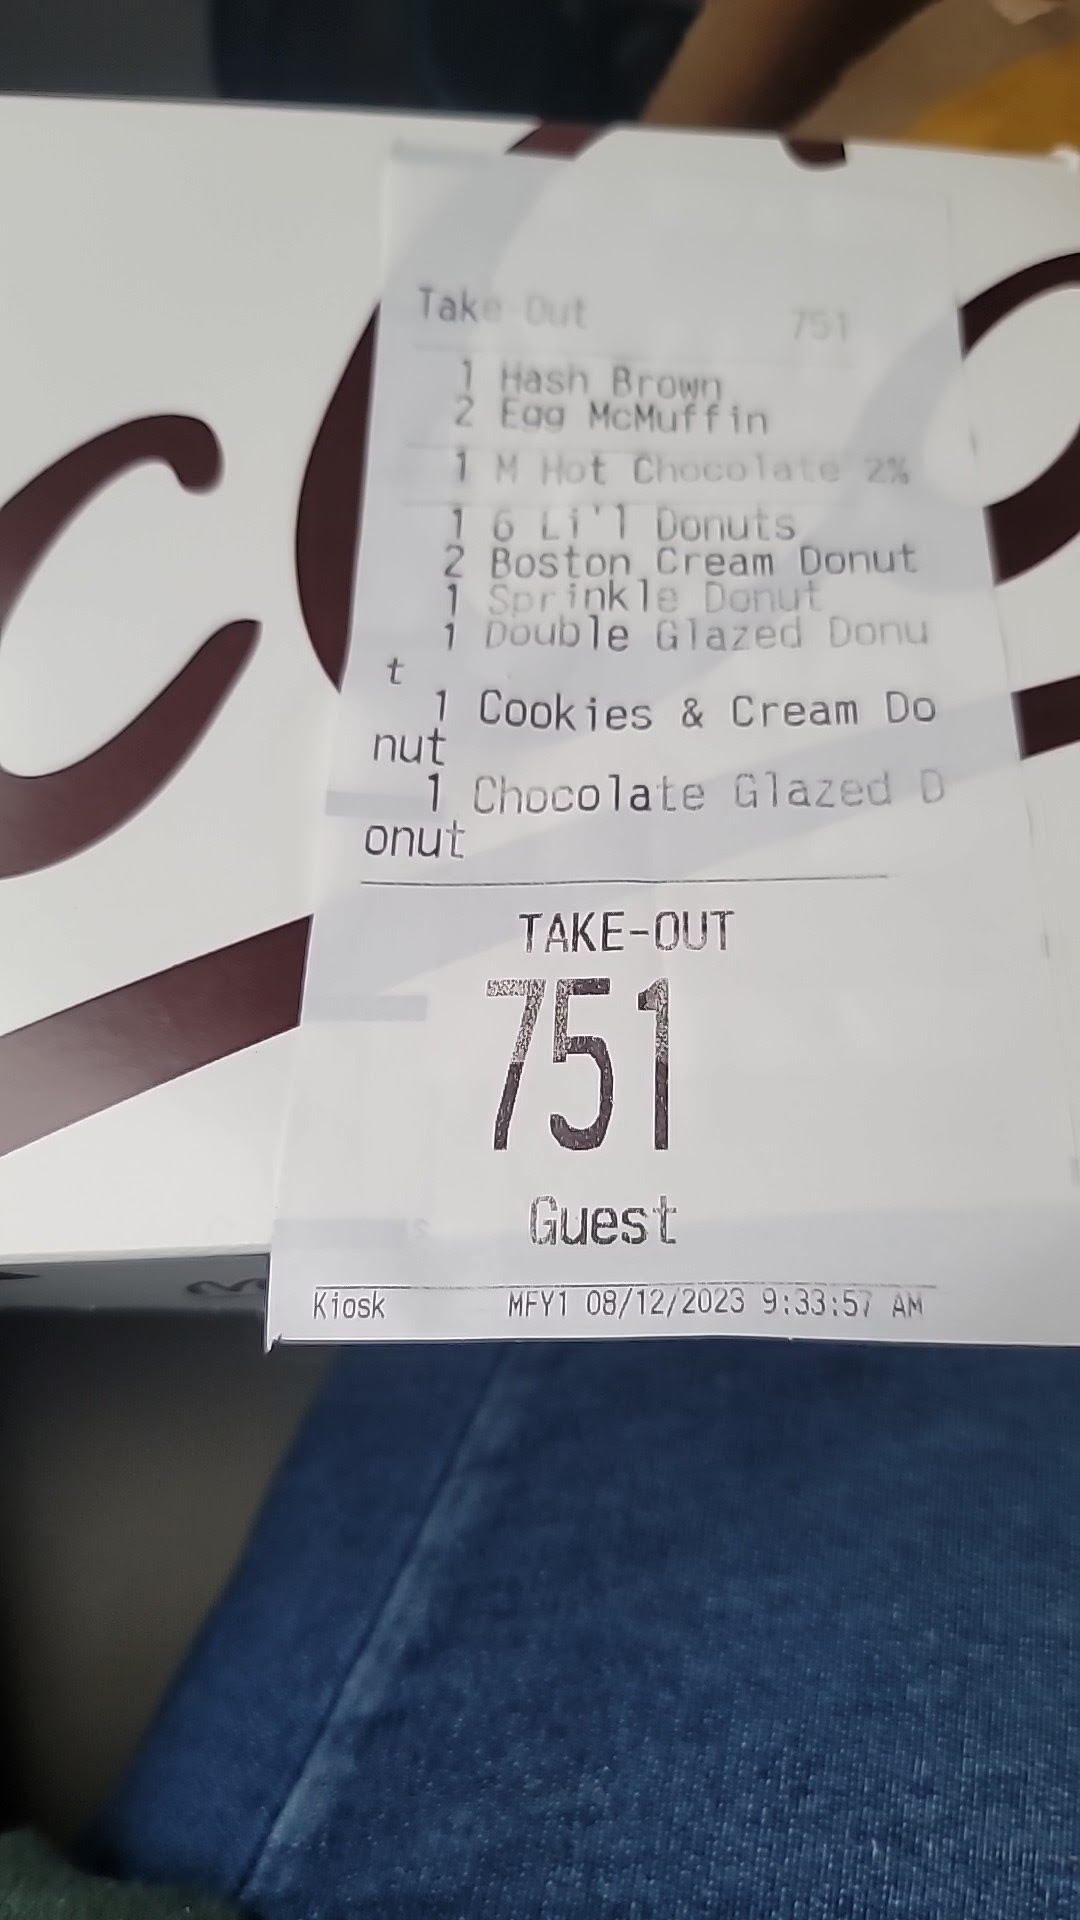 Take Out 751
1 Hash Brown
2 Egg McMuffin
1 M Hot Chocolate 2%
1 6 Li'l Donuts
2 Boston Cream Donut
1 Sprinkle Donut
1 Double Glazed Donu
t
1 Cookies & Cream Do
nut
1 Chocolate Glazed D
onut
TAKE-OUT
751
Guest
Kiosk MFY1 08/12/2023 9:33:57 AM